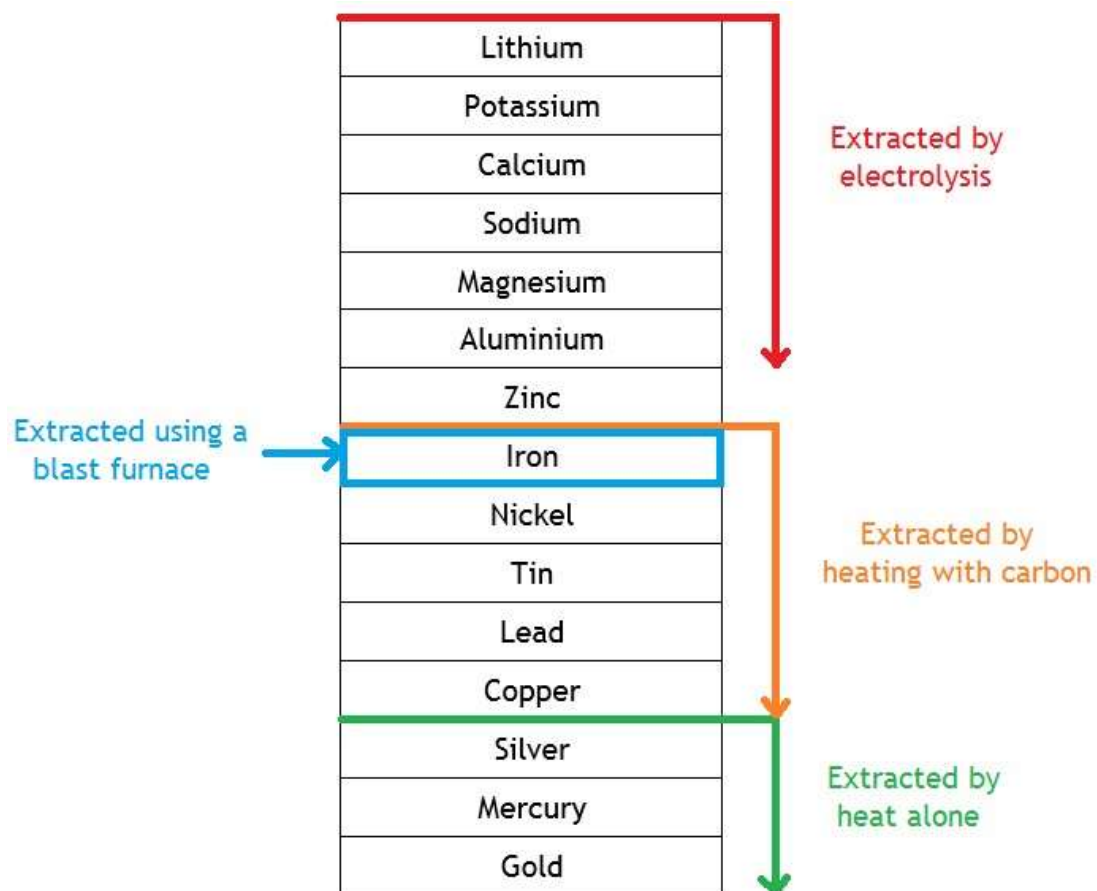 Lithium
Potassium
Calcium
Sodium
Magnesium
Aluminium
Zinc
Iron
Nickel
Tin
Lead
Copper
Silver
Mercury
Gold
Extracted by
electrolysis
Extracted using a
blast furnace
Extracted by
heating with carbon
Extracted by
heat alone